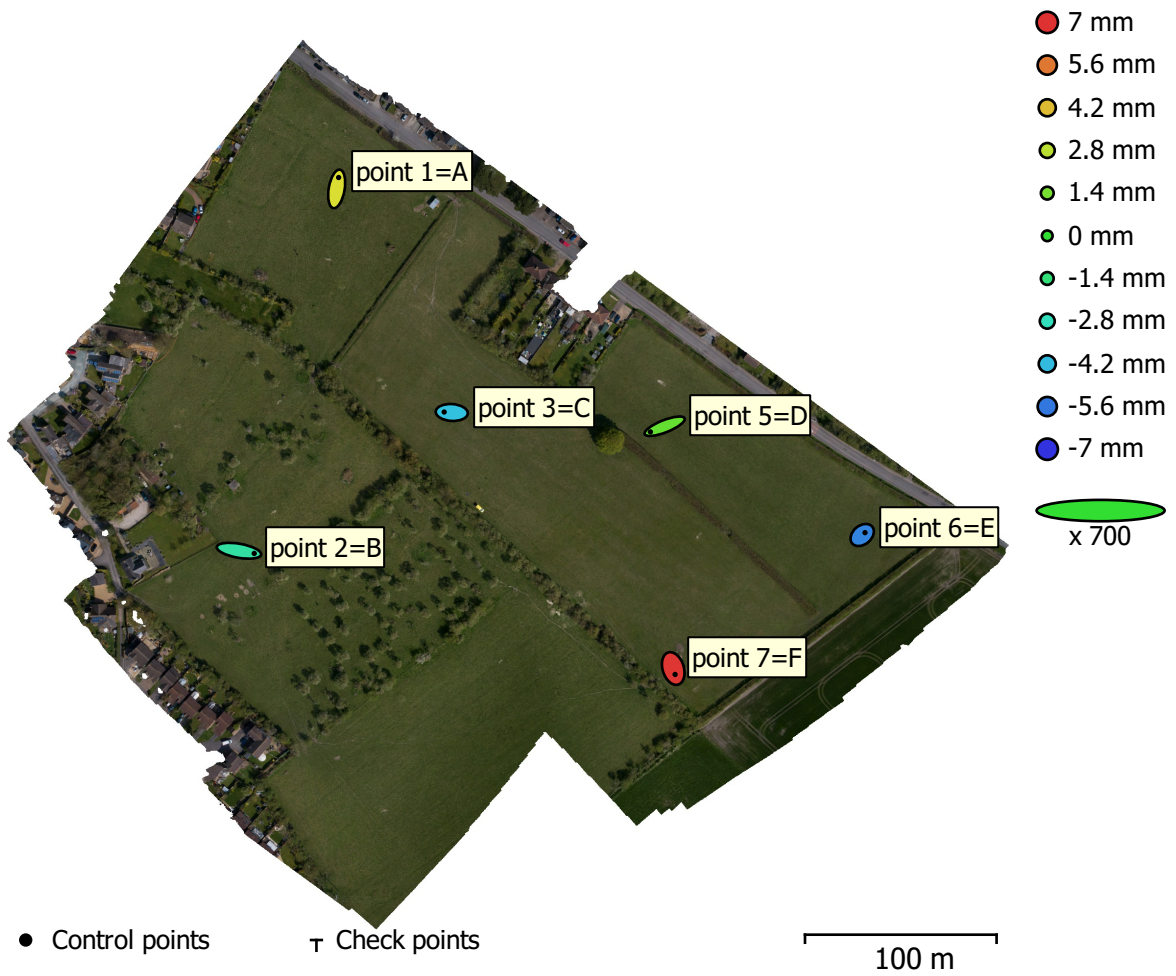 7 mm
5.6 mm
4.2 mm
2.8 mm
1.4 mm
0 mm
-1.4 mm
-2.8 mm
-4.2 mm
-5.6 mm
-7 mm
x 700
point 1=A
point 3=C
point 5=D
point 6=E
point 2=B
point 7=F
Control points
Check points
100 m